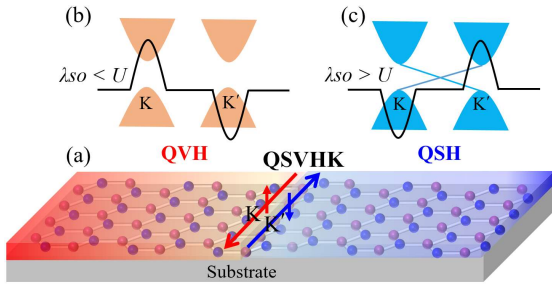 (b)
(c)
λso < U
K
K′
λso > U
K
K′
QVH
QSVHK
QSH
(a)
K
K′
Substrate